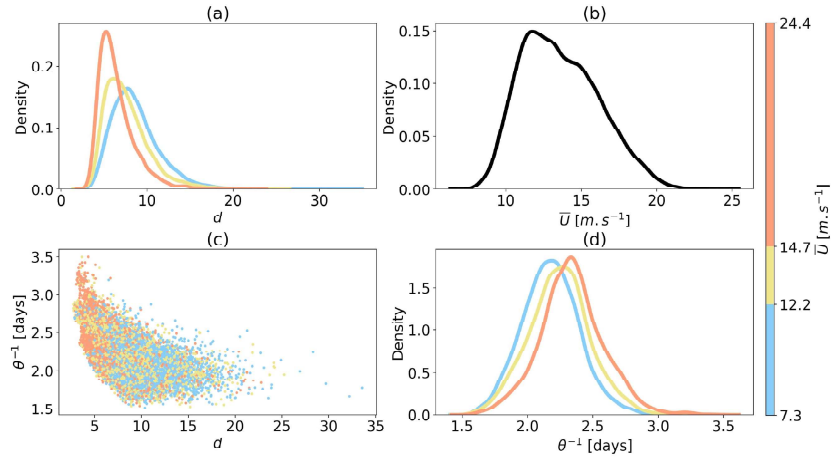 (a)
Density
0.2
0.1
0.0
0 10 20 30
d
(b)
Density
0.15
0.10
0.05
0.00
10 15 20 25
U̅ [m.s⁻¹]
(c)
θ⁻¹ [days]
3.5
3.0
2.5
2.0
1.5
5 10 15 20 25 30 35
d
(d)
Density
1.5
1.0
0.5
0.0
1.5 2.0 2.5 3.0 3.5
θ⁻¹ [days]
24.4
14.7
12.2
7.3
U̅ [m.s⁻¹]